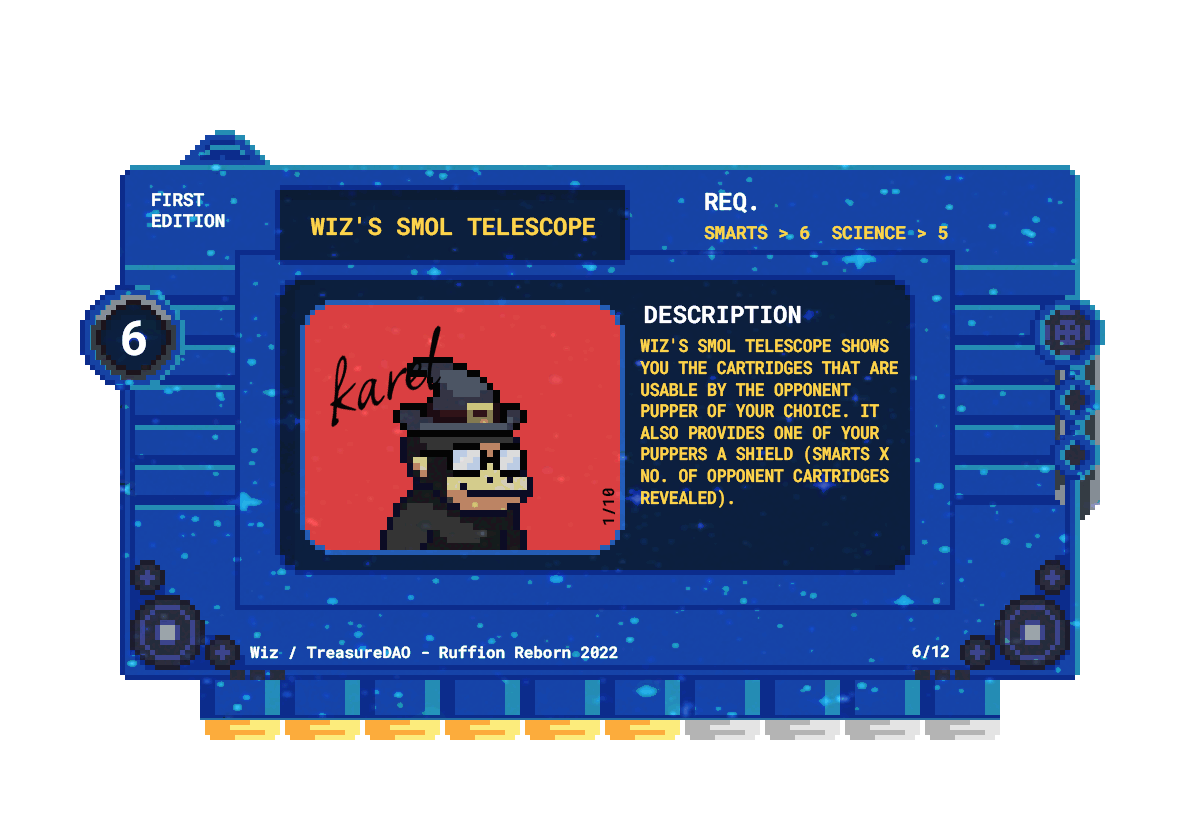 FIRST
EDITION
WIZ'S SMOL TELESCOPE
REQ.
SMARTS > 6 SCIENCE > 5
6
karel
1/10
DESCRIPTION
WIZ'S SMOL TELESCOPE SHOWS
YOU THE CARTRIDGES THAT ARE
USABLE BY THE OPPONENT
PUPPER OF YOUR CHOICE. IT
ALSO PROVIDES ONE OF YOUR
PUPPERS A SHIELD (SMARTS X
NO. OF OPPONENT CARTRIDGES
REVEALED).
Wiz / TreasureDAO - Ruffion Reborn 2022
6/12